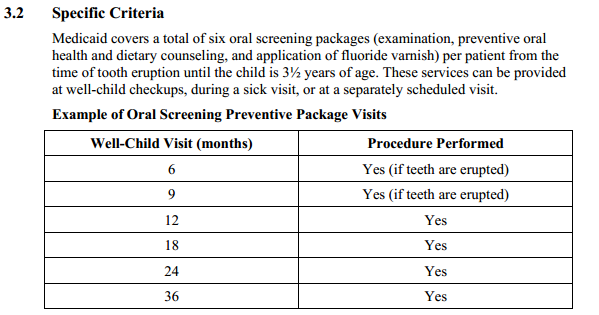 3.2 Specific Criteria
Medicaid covers a total of six oral screening packages (examination, preventive oral
health and dietary counseling, and application of fluoride varnish) per patient from the
time of tooth eruption until the child is 3½ years of age. These services can be provided
at well-child checkups, during a sick visit, or at a separately scheduled visit.
Example of Oral Screening Preventive Package Visits
Well-Child Visit (months) Procedure Performed
6 Yes (if teeth are erupted)
9 Yes (if teeth are erupted)
12 Yes
18 Yes
24 Yes
36 Yes